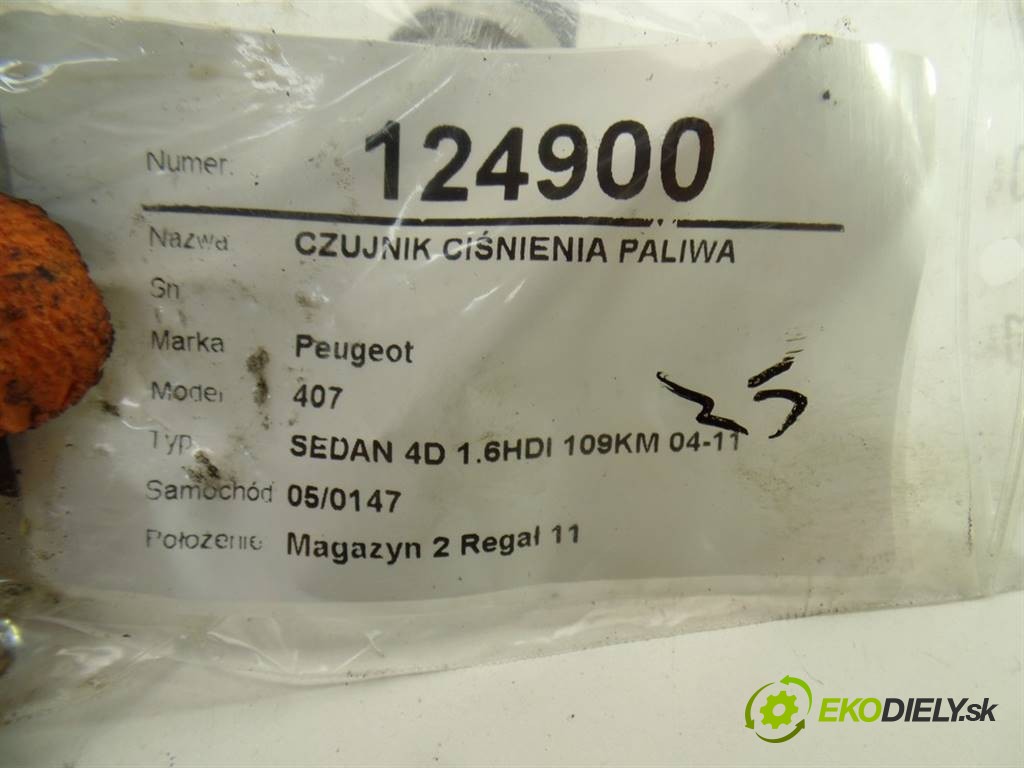 Numer. 124900
Nazwa CZUJNIK CIŚNIENIA PALIWA
Sn
Marka Peugeot
Model 407
Typ SEDAN 4D 1.6HDI 109KM 04-11
25
Samochód 05/0147
Położenie Magazyn 2 Regał 11
EKODIELY.sk